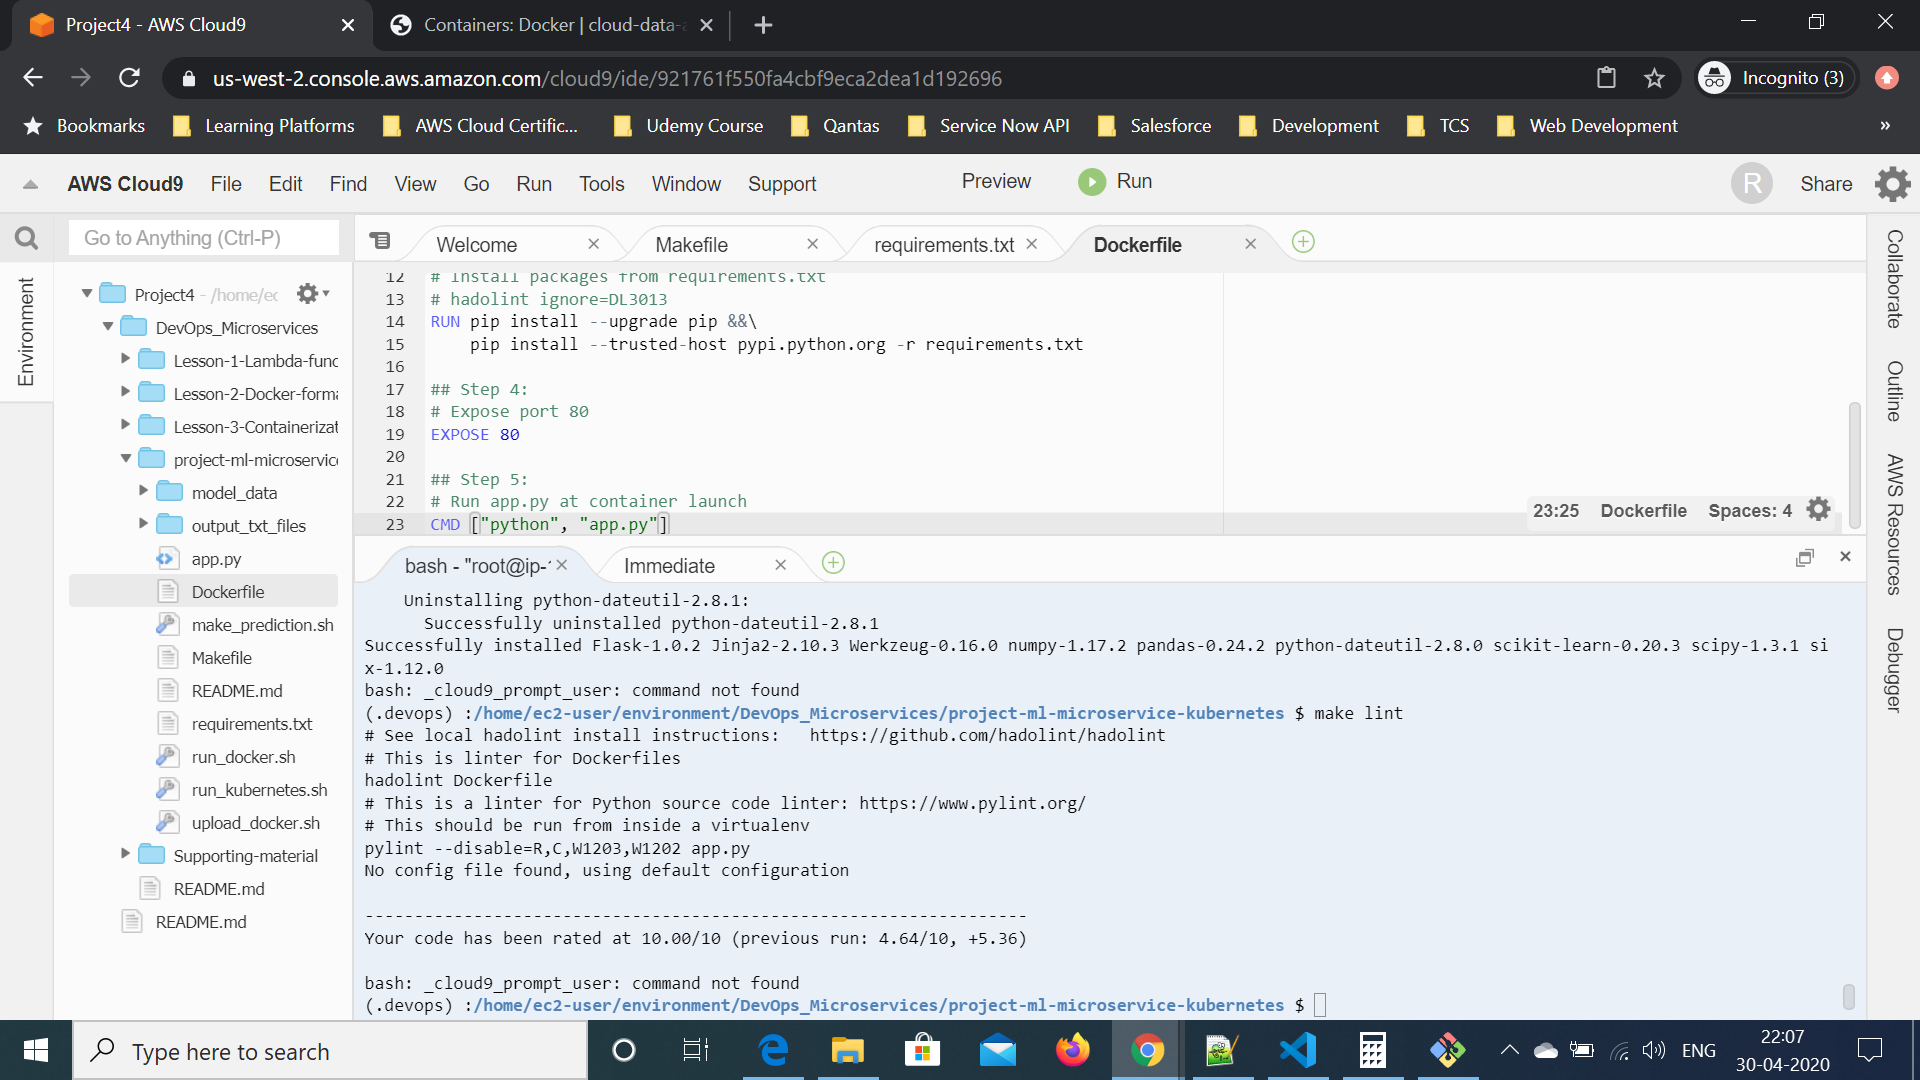 Project4 - AWS Cloud9
Containers: Docker | cloud-data-
us-west-2.console.aws.amazon.com/cloud9/ide/921761f550fa4cbf9eca2dea1d192696
Incognito (3)
Bookmarks Learning Platforms AWS Cloud Certific... Udemy Course Qantas Service Now API Salesforce Development TCS Web Development »
AWS Cloud9 File Edit Find View Go Run Tools Window Support Preview Run R Share
Go to Anything (Ctrl-P)
Welcome Makefile requirements.txt Dockerfile
Environment
Project4 - /home/ec
DevOps_Microservices
Lesson-1-Lambda-func
Lesson-2-Docker-forma
Lesson-3-Containerizat
project-ml-microservice
model_data
output_txt_files
app.py
Dockerfile
make_prediction.sh
Makefile
README.md
requirements.txt
run_docker.sh
run_kubernetes.sh
upload_docker.sh
Supporting-material
README.md
README.md
12 # Install packages from requirements.txt
13 # hadolint ignore=DL3013
14 RUN pip install --upgrade pip &&\
15 pip install --trusted-host pypi.python.org -r requirements.txt
16
17 ## Step 4:
18 # Expose port 80
19 EXPOSE 80
20
21 ## Step 5:
22 # Run app.py at container launch
23 CMD ["python", "app.py"]
23:25 Dockerfile Spaces: 4
Collaborate
Outline
AWS Resources
Debugger
bash - "root@ip- Immediate
Uninstalling python-dateutil-2.8.1:
Successfully uninstalled python-dateutil-2.8.1
Successfully installed Flask-1.0.2 Jinja2-2.10.3 Werkzeug-0.16.0 numpy-1.17.2 pandas-0.24.2 python-dateutil-2.8.0 scikit-learn-0.20.3 scipy-1.3.1 si
x-1.12.0
bash: _cloud9_prompt_user: command not found
(.devops) :/home/ec2-user/environment/DevOps_Microservices/project-ml-microservice-kubernetes $ make lint
# See local hadolint install instructions: https://github.com/hadolint/hadolint
# This is linter for Dockerfiles
hadolint Dockerfile
# This is a linter for Python source code linter: https://www.pylint.org/
# This should be run from inside a virtualenv
pylint --disable=R,C,W1203,W1202 app.py
No config file found, using default configuration
-------------------------------------------------------------------
Your code has been rated at 10.00/10 (previous run: 4.64/10, +5.36)
bash: _cloud9_prompt_user: command not found
(.devops) :/home/ec2-user/environment/DevOps_Microservices/project-ml-microservice-kubernetes $
Type here to search
ENG
22:07
30-04-2020